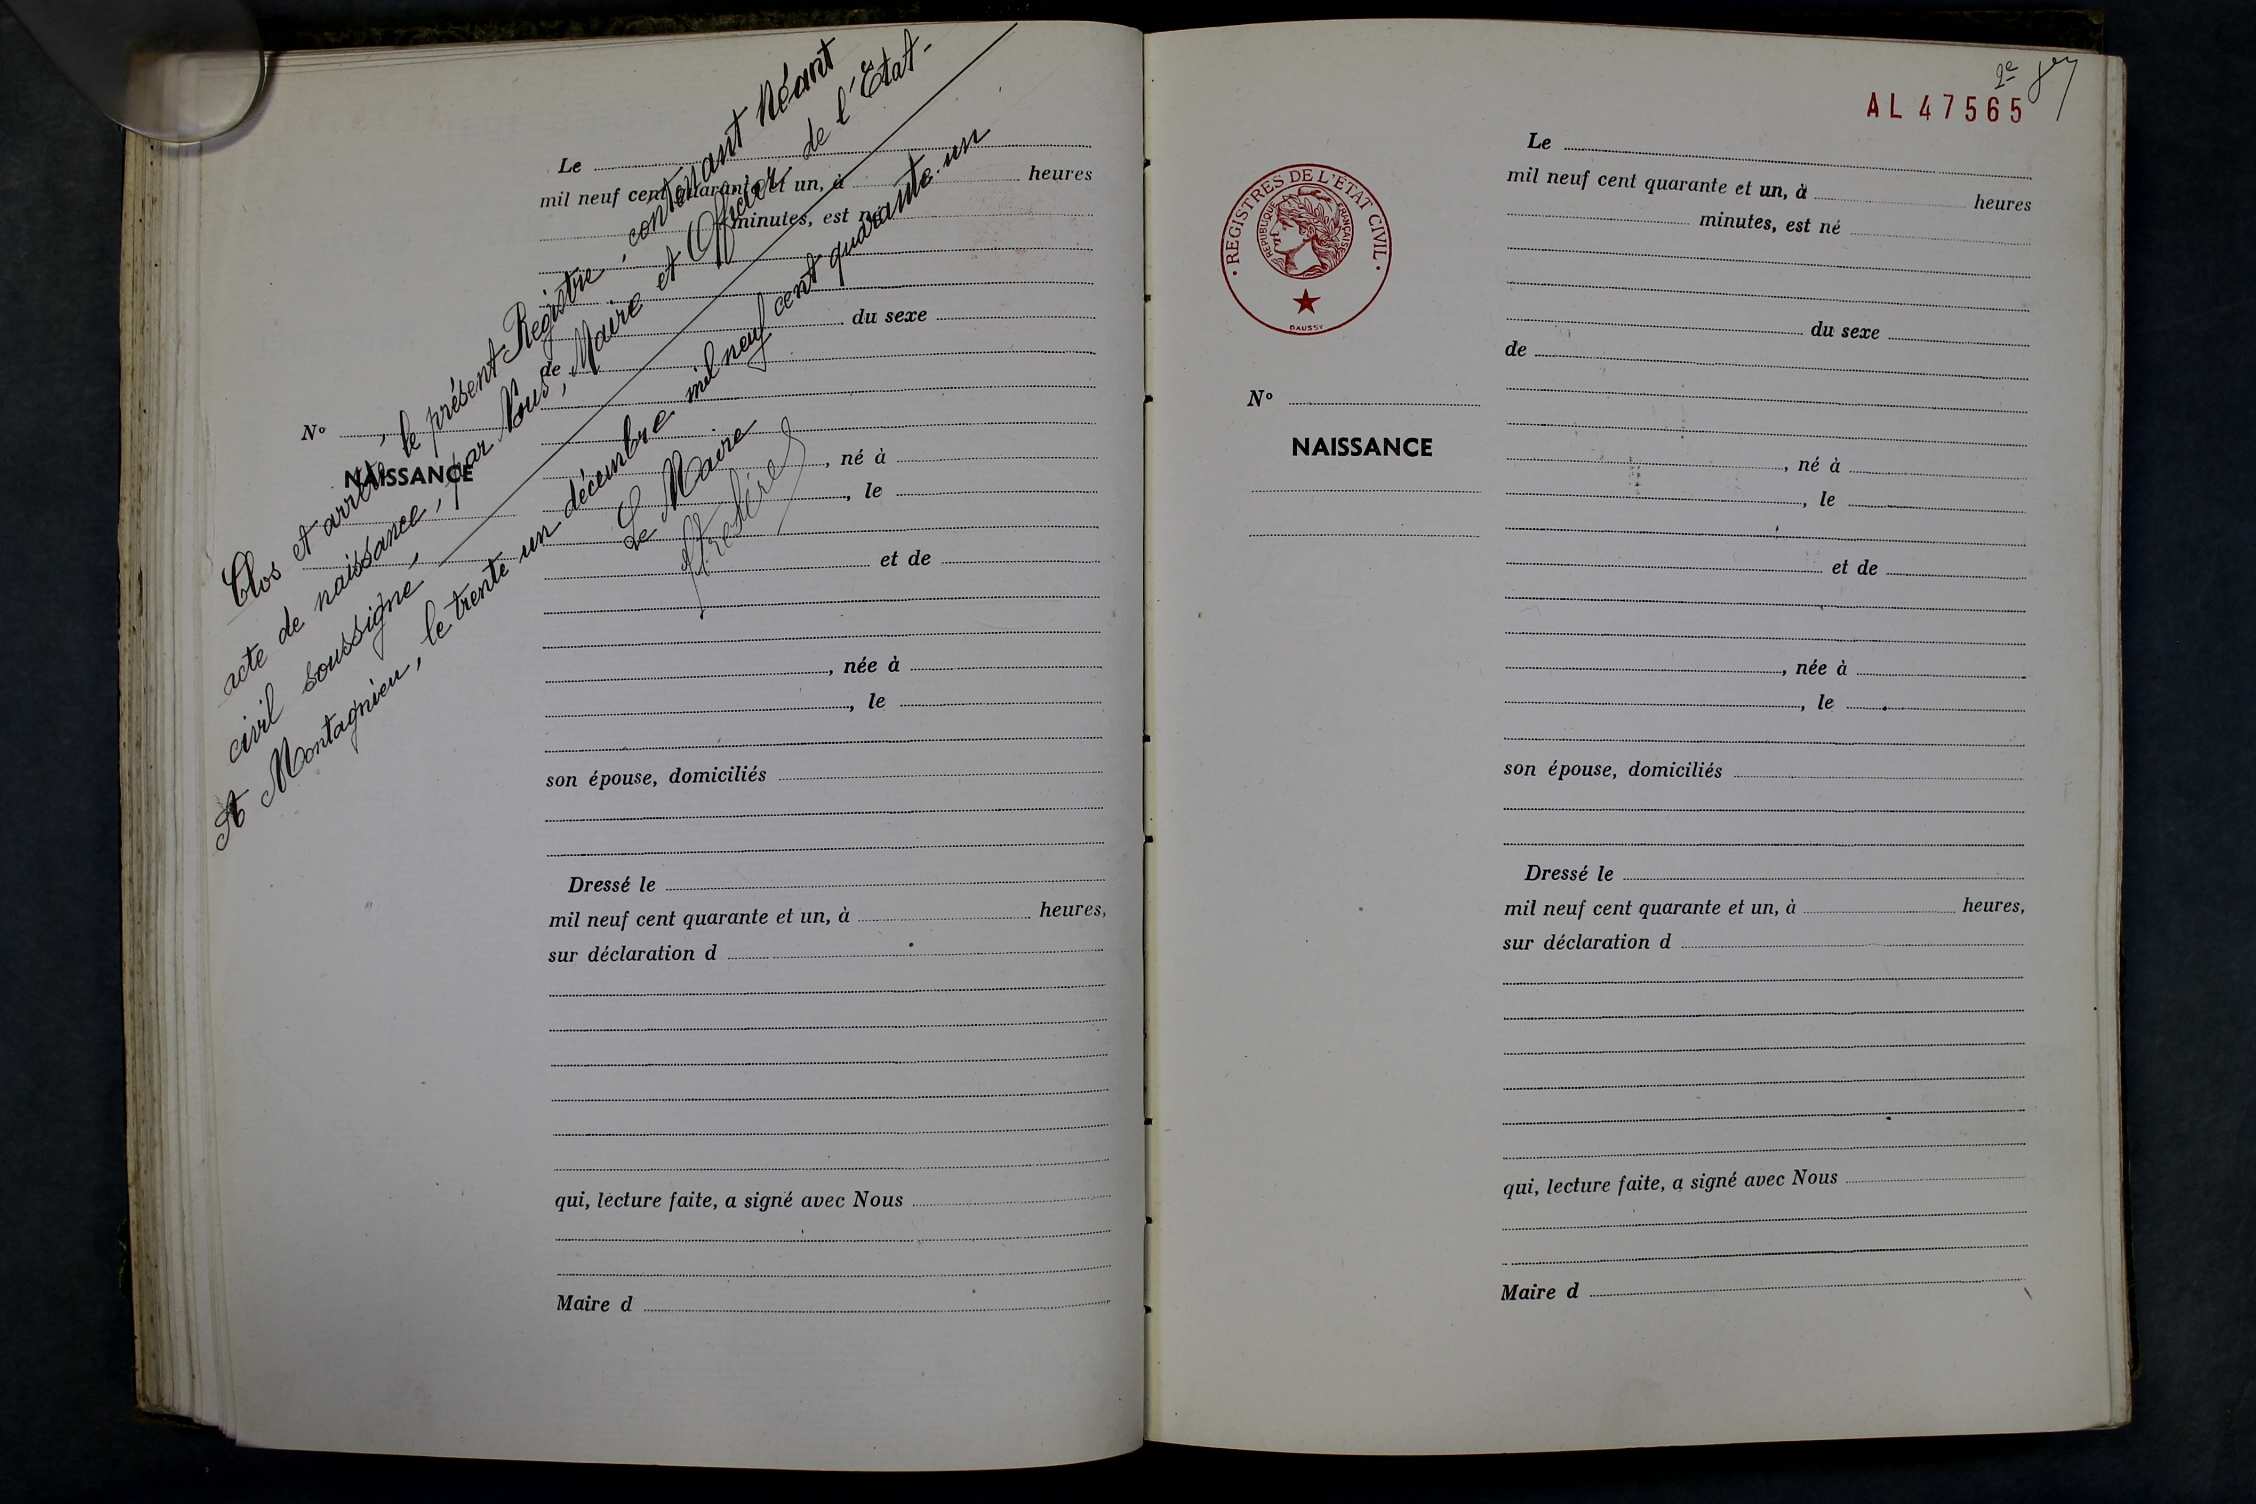 Clos et arrêté, le présent Registre, contenant Néant
acte de naissance, par Nous, Maire et Officier de l'Etat-
civil soussigné,
A Montagnieu, le trente un décembre mil neuf cent quarante-un
Le Maire
Le
mil neuf cent quarante et un, à heures
minutes, est né
du sexe
de
N°
NAISSANCE
, né à
, le
et de
, née à
, le
son épouse, domiciliés
Dressé le
mil neuf cent quarante et un, à heures,
sur déclaration d
qui, lecture faite, a signé avec Nous
Maire d
2e
AL 47565
REGISTRES DE L'ÉTAT CIVIL
RÉPUBLIQUE FRANÇAISE
DAUSSY
Le
mil neuf cent quarante et un, à heures
minutes, est né
du sexe
de
N°
NAISSANCE
, né à
, le
et de
, née à
, le
son épouse, domiciliés
Dressé le
mil neuf cent quarante et un, à heures,
sur déclaration d
qui, lecture faite, a signé avec Nous
Maire d